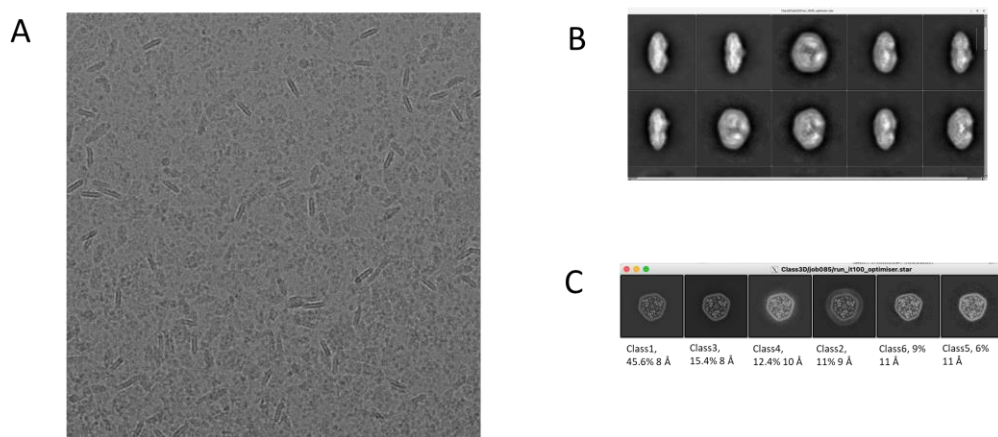 A
B
C
Class3D/job085/run_it100_optimiser.star
Class1,
45.6% 8 Å
Class3,
15.4% 8 Å
Class4,
12.4% 10 Å
Class2,
11% 9 Å
Class6, 9%
11 Å
Class5, 6%
11 Å